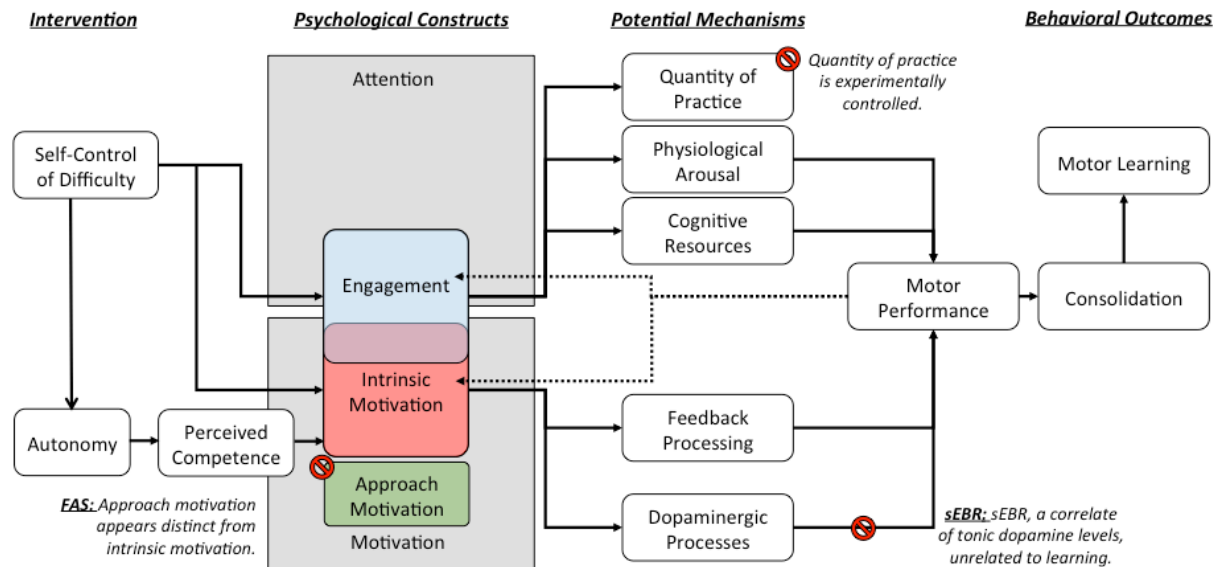 Intervention
Psychological Constructs
Potential Mechanisms
Behavioral Outcomes
Attention
Quantity of
Practice
Quantity of practice
is experimentally
controlled.
Self-Control
of Difficulty
Physiological
Arousal
Motor Learning
Cognitive
Resources
Engagement
Motor
Performance
Consolidation
Intrinsic
Motivation
Autonomy
Perceived
Competence
Feedback
Processing
Approach
Motivation
FAS: Approach motivation
appears distinct from
intrinsic motivation.
Motivation
Dopaminergic
Processes
sEBR; sEBR, a correlate
of tonic dopamine levels,
unrelated to learning.